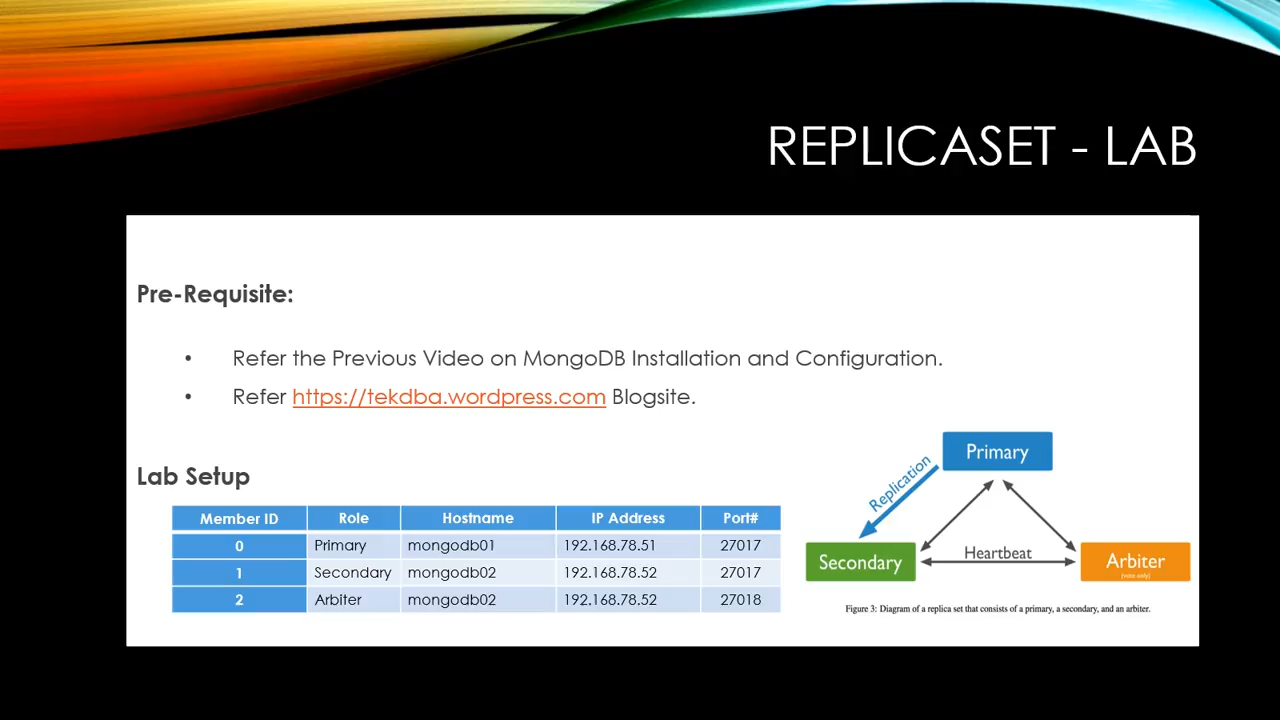 REPLICASET - LAB
Pre-Requisite:
• Refer the Previous Video on MongoDB Installation and Configuration.
• Refer https://tekdba.wordpress.com Blogsite.
Lab Setup
Member ID Role Hostname IP Address Port#
0 Primary mongodb01 192.168.78.51 27017
1 Secondary mongodb02 192.168.78.52 27017
2 Arbiter mongodb02 192.168.78.52 27018
Primary
Replication
Secondary
Heartbeat
Arbiter
(vote only)
Figure 3: Diagram of a replica set that consists of a primary, a secondary, and an arbiter.